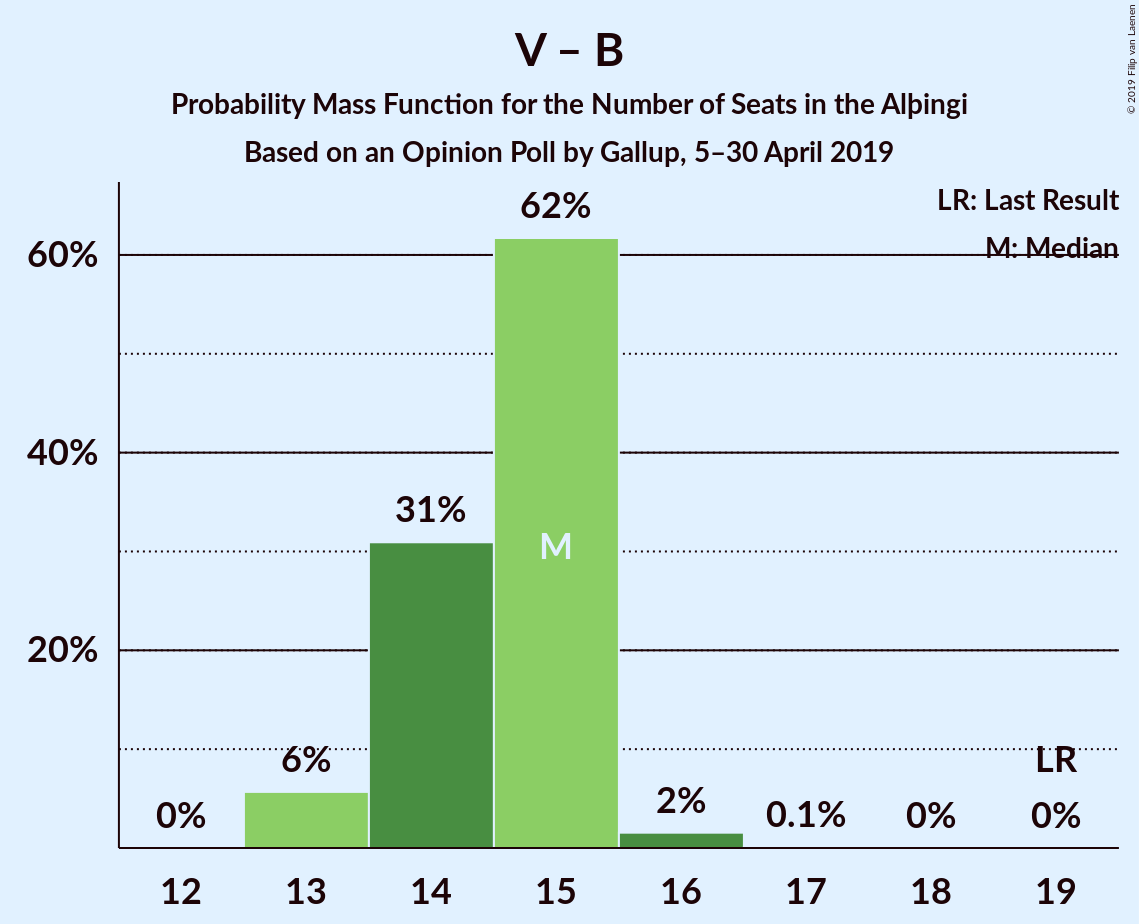 V – B
Probability Mass Function for the Number of Seats in the Alþingi
Based on an Opinion Poll by Gallup, 5–30 April 2019
© 2019 Filip van Laenen
LR: Last Result
M: Median
60%
40%
20%
0%
6%
31%
62%
M
2%
0.1%
0%
LR
0%
12 13 14 15 16 17 18 19